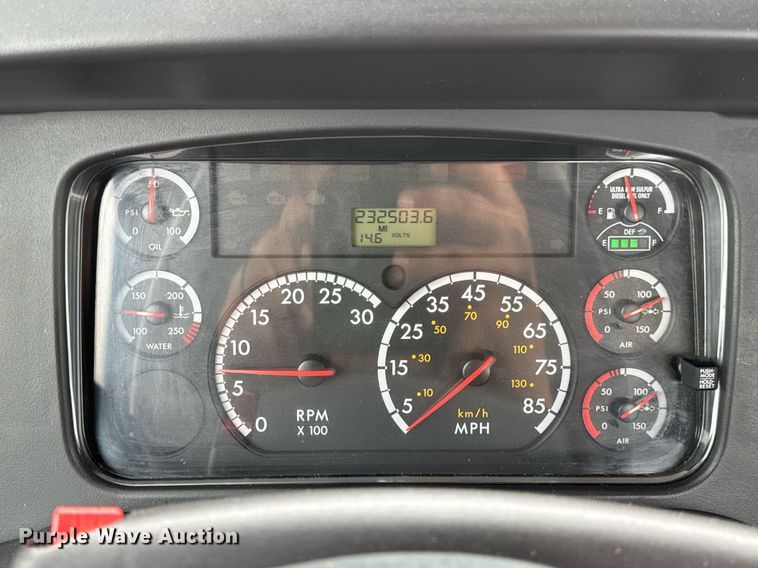 50
PSI
0 100
OIL
232503.6
MI
14.6 VOLTS
ULTRA LOW SULFUR
DIESEL FUEL ONLY
E F
DEF
E F
150 200
100 250
WATER
0 5 10 15 20 25 30
RPM
X 100
5 15 25 35 45 55 65 75 85
10 30 50 70 90 110 130
km/h
MPH
50 100
PSI
0 150
AIR
50 100
PSI
0 150
AIR
PUSH-
MODE
HOLD-
RESET
Purple Wave Auction